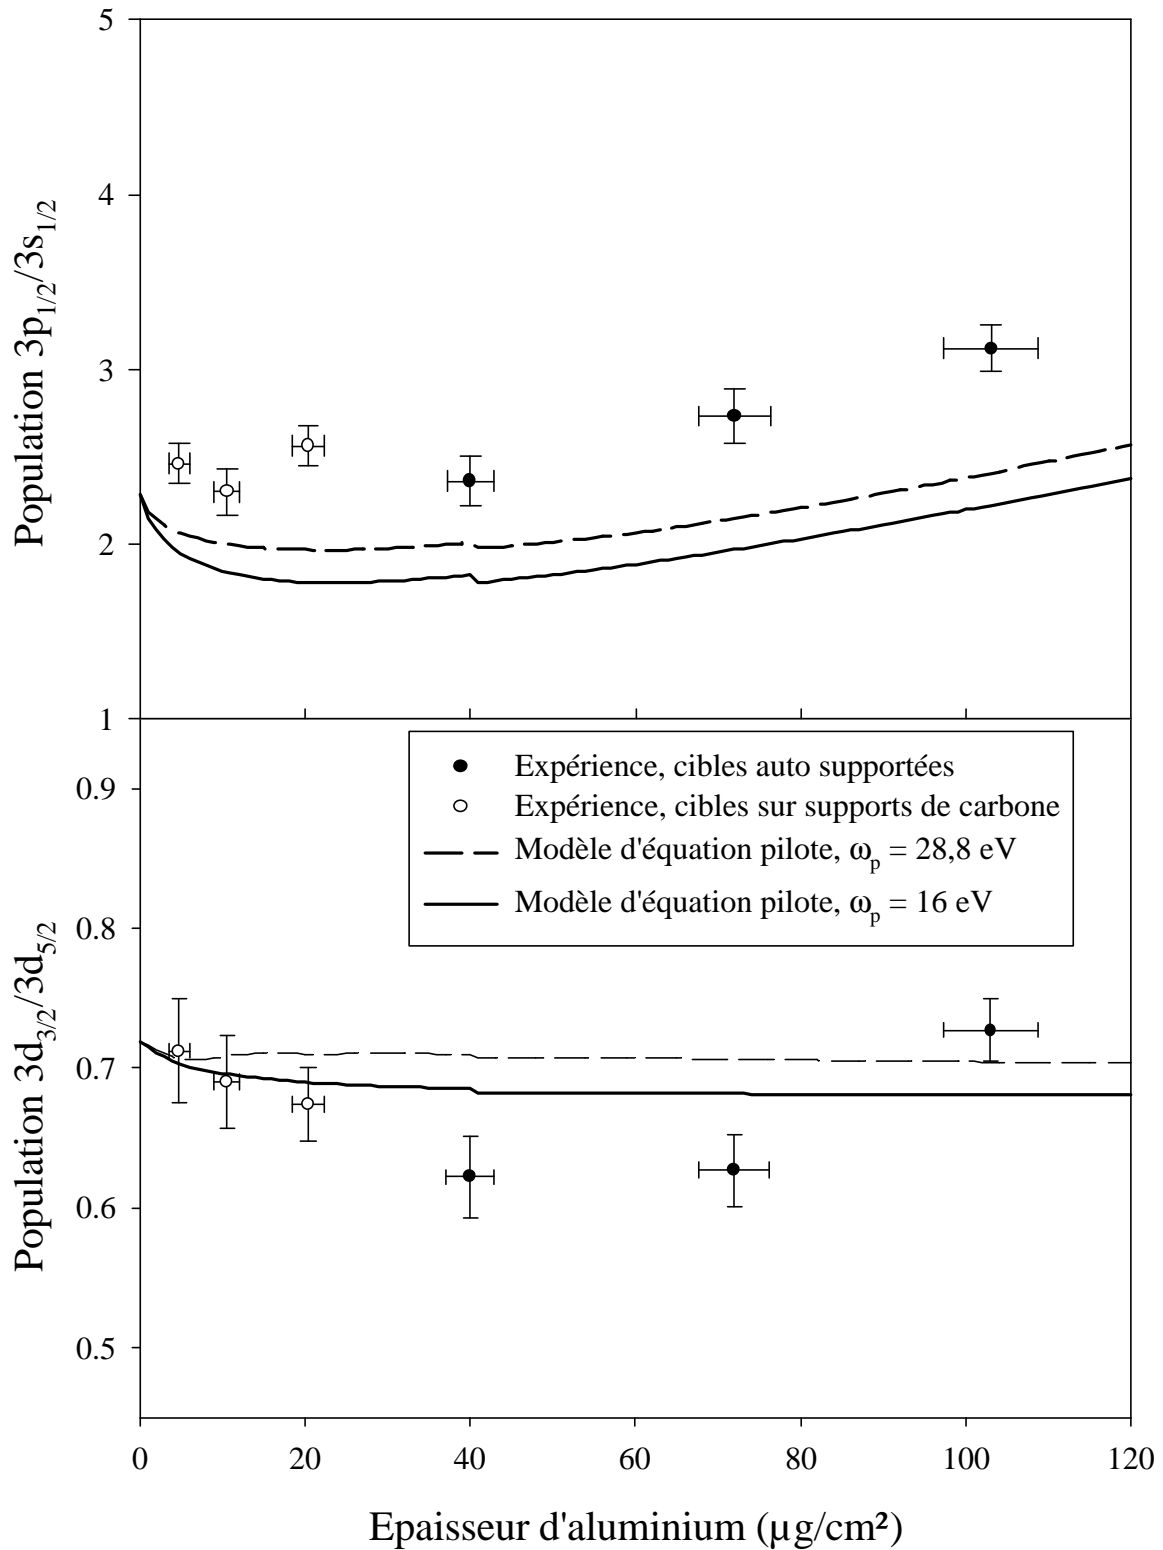 5
4
3
2
1
Population 3p1/2/3s1/2
Expérience, cibles auto supportées
Expérience, cibles sur supports de carbone
Modèle d'équation pilote, ωp = 28,8 eV
Modèle d'équation pilote, ωp = 16 eV
0.9
0.8
0.7
0.6
0.5
Population 3d3/2/3d5/2
0 20 40 60 80 100 120
Epaisseur d'aluminium (µg/cm²)